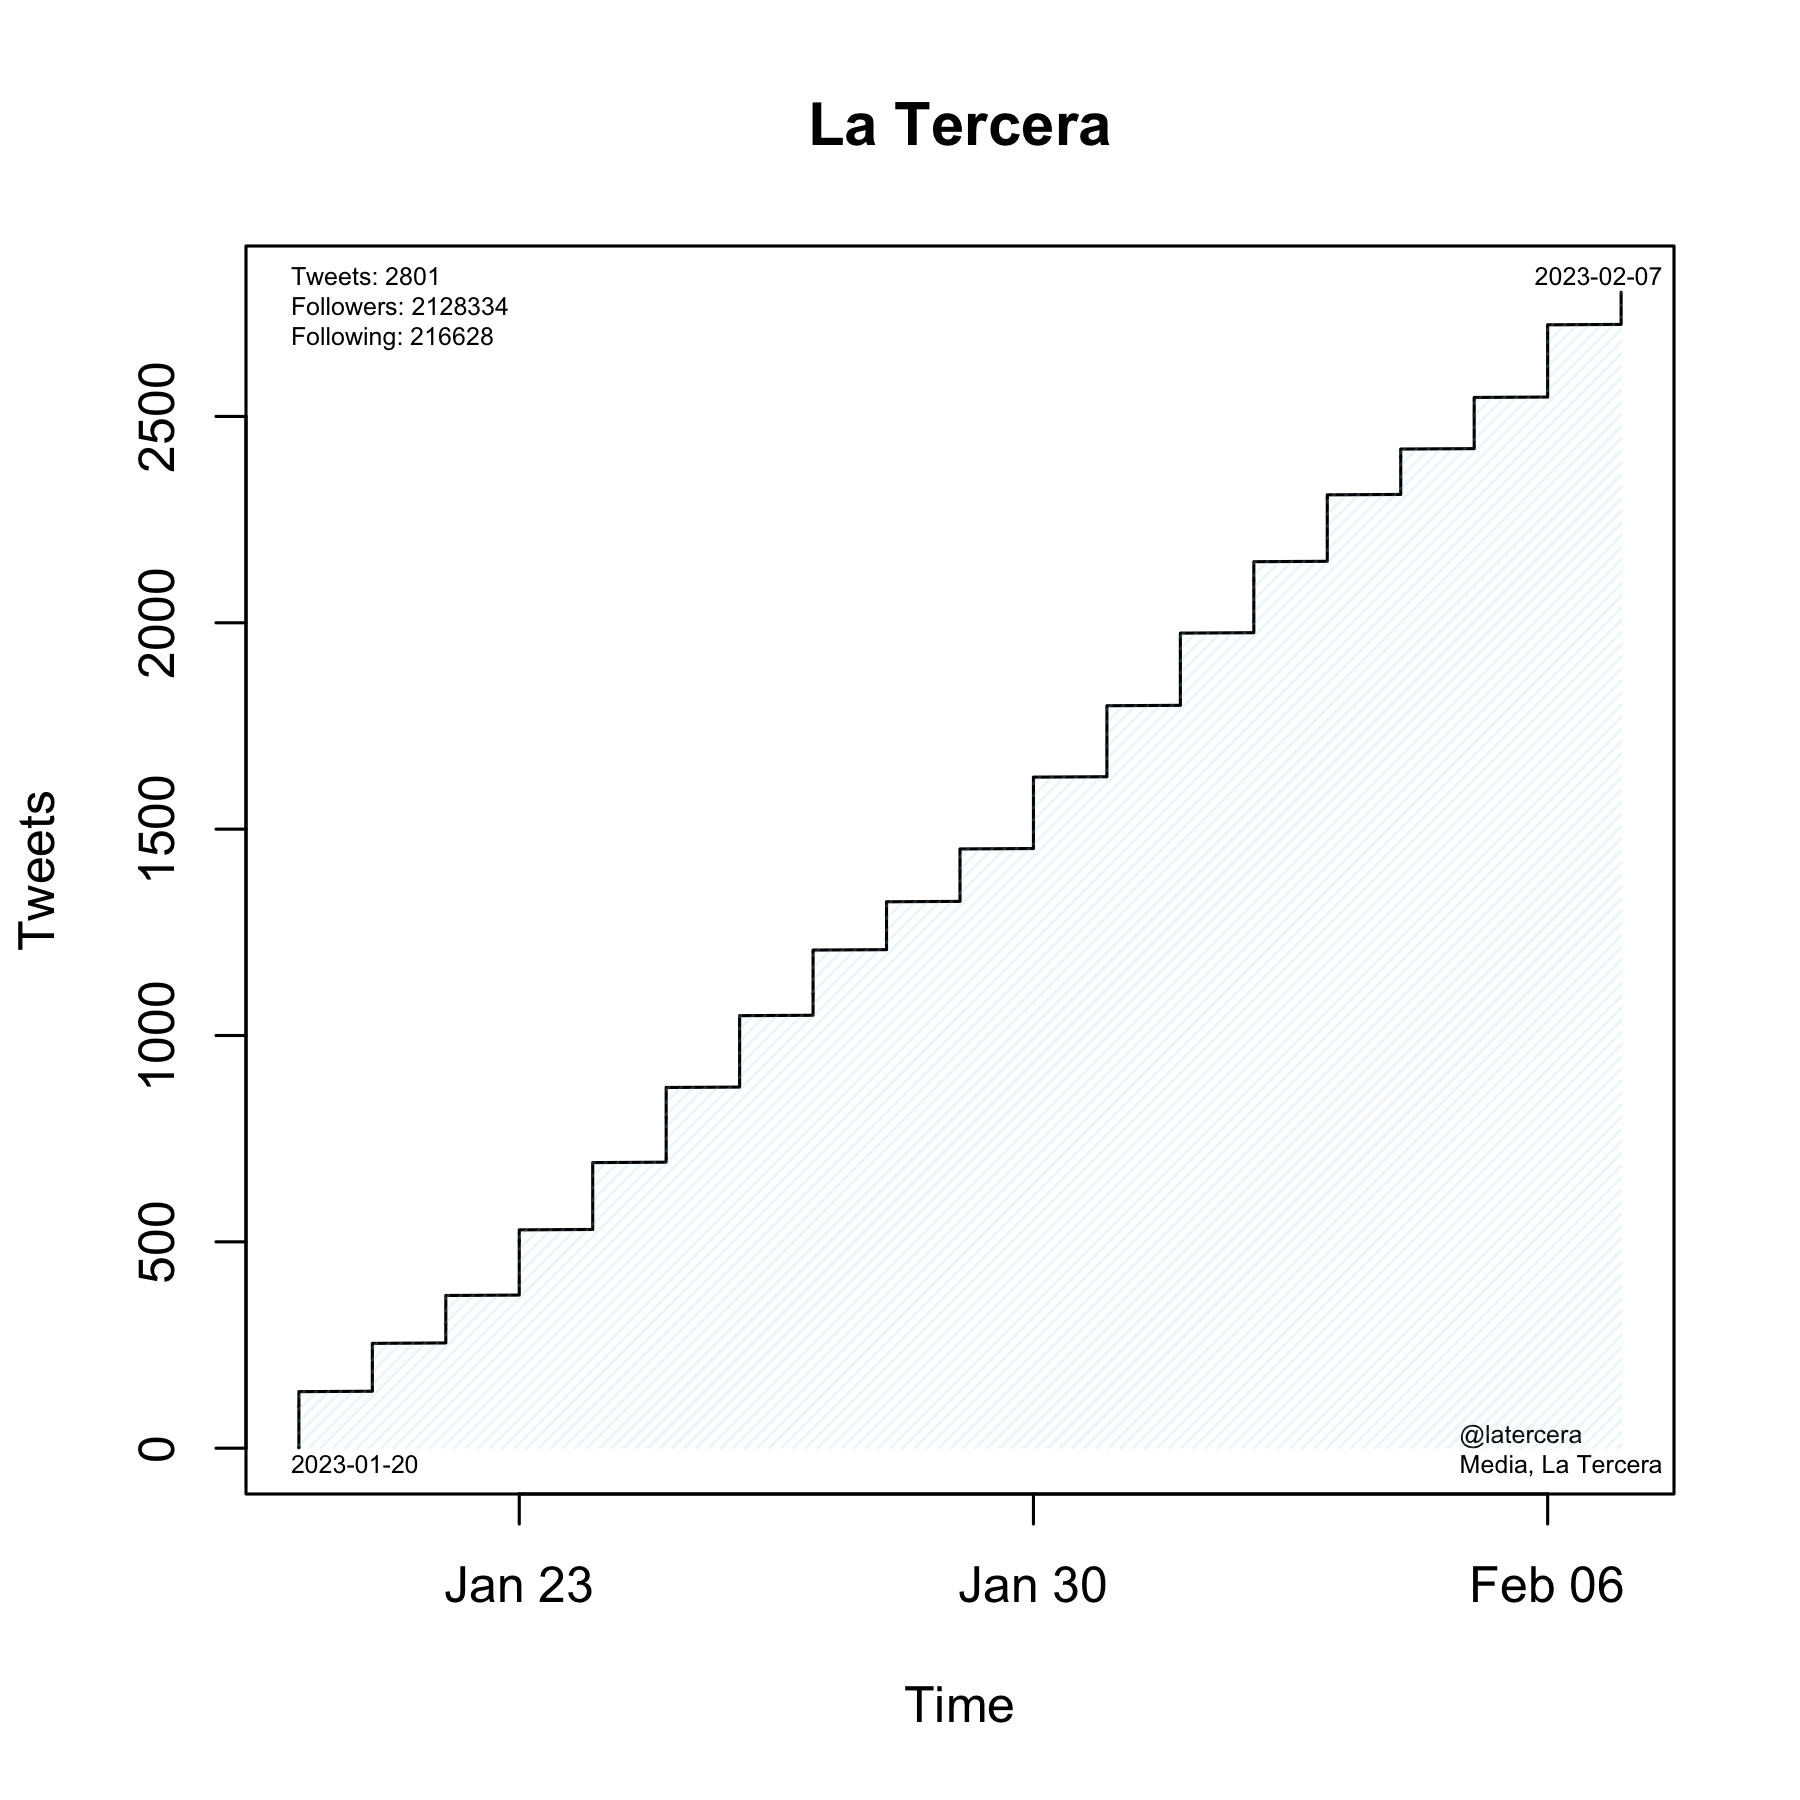 La Tercera
Tweets: 2801
Followers: 2128334
Following: 216628
2023-02-07
2500
2000
1500
1000
500
0
Tweets
2023-01-20
@latercera
Media, La Tercera
Jan 23
Jan 30
Feb 06
Time